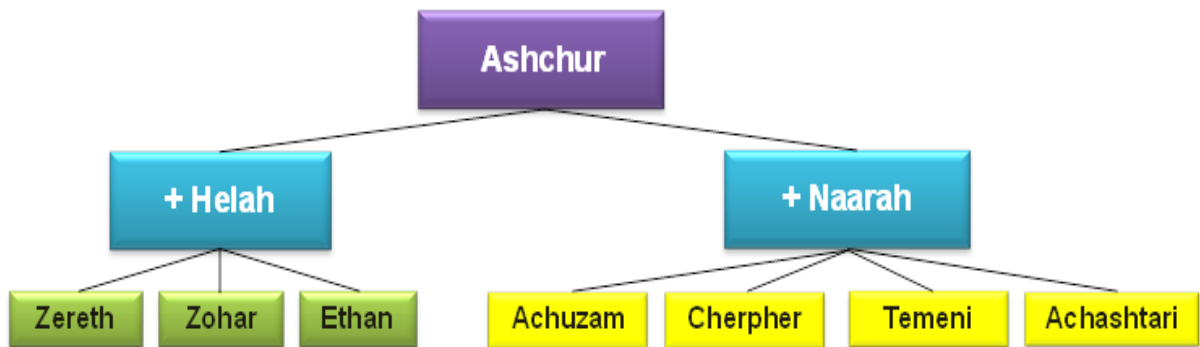 Ashchur
+ Helah
+ Naarah
Zereth
Zohar
Ethan
Achuzam
Cherpher
Temeni
Achashtari